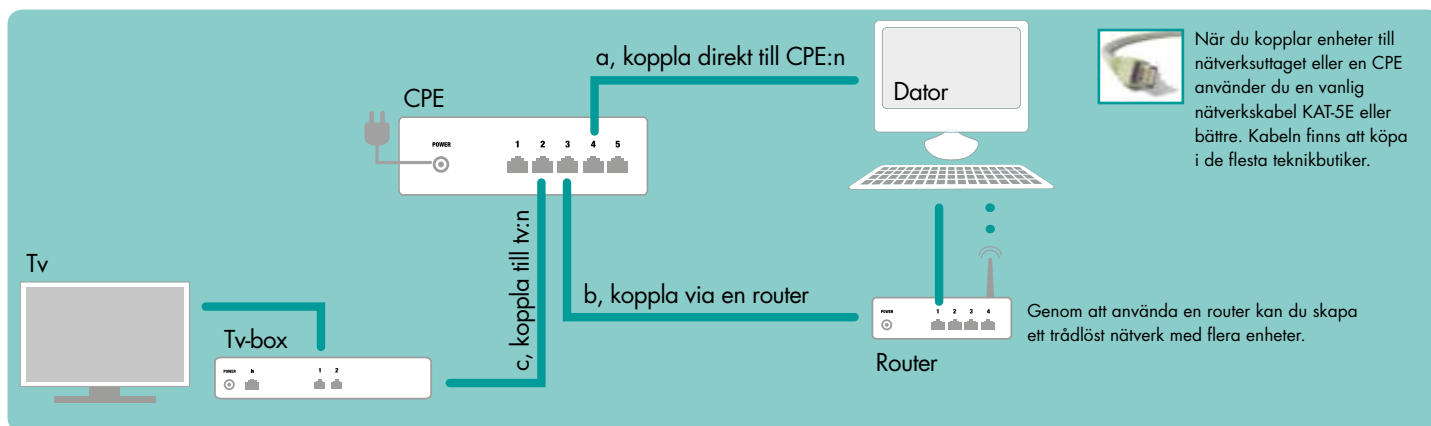 a, koppla direkt till CPE:n
CPE
POWER
1 2 3 4 5
Dator
När du kopplar enheter till
nätverksuttaget eller en CPE
använder du en vanlig
nätverkskabel KAT-5E eller
bättre. Kabeln finns att köpa
i de flesta teknikbutiker.
c, koppla till tv:n
Tv
b, koppla via en router
Tv-box
POWER In 1 2
POWER 1 2 3 4
Router
Genom att använda en router kan du skapa
ett trådlöst nätverk med flera enheter.